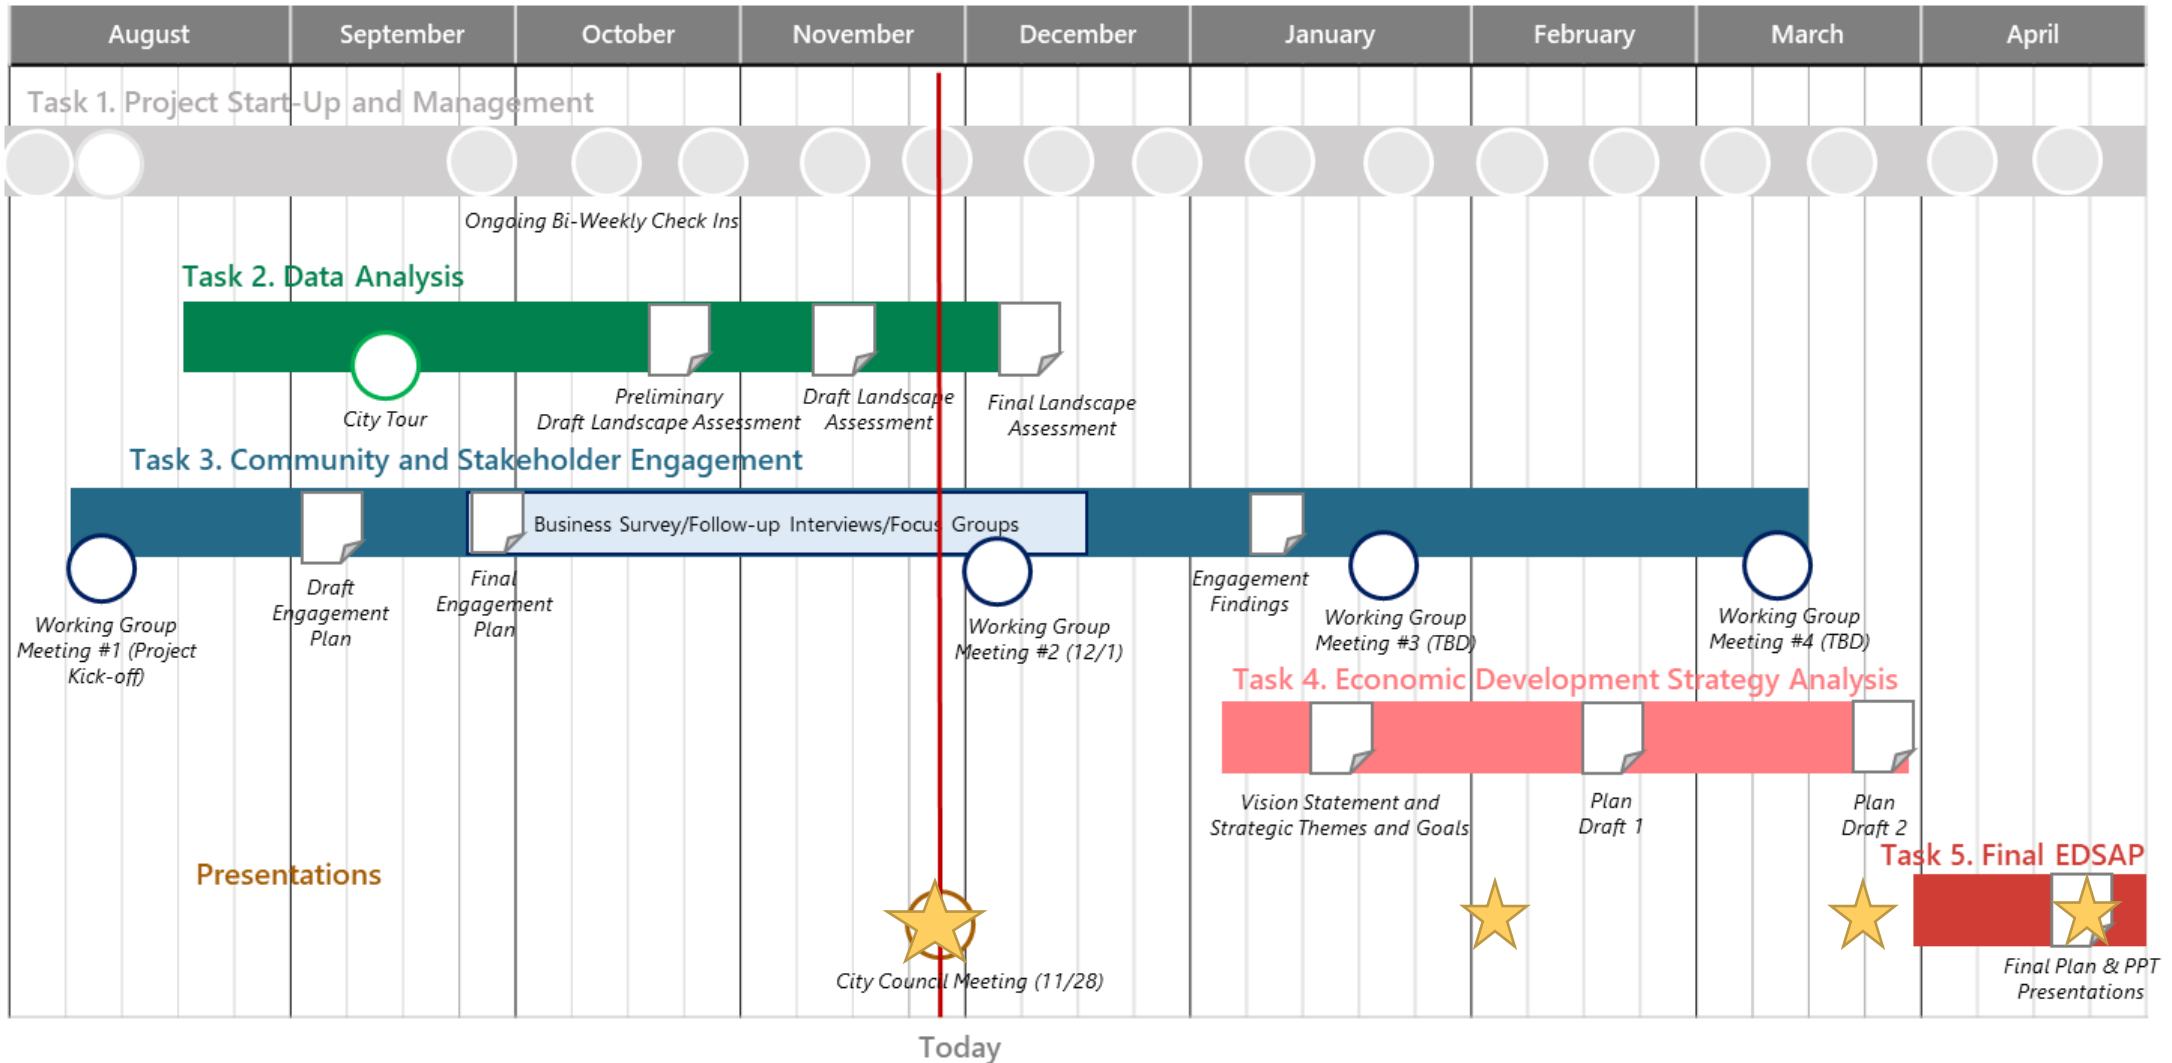 August
September
October
November
December
January
February
March
April
Task 1. Project Start-Up and Management
Ongoing Bi-Weekly Check Ins
Task 2. Data Analysis
City Tour
Preliminary
Draft Landscape Assessment
Draft Landscape
Assessment
Final Landscape
Assessment
Task 3. Community and Stakeholder Engagement
Business Survey/Follow-up Interviews/Focus Groups
Working Group
Meeting #1 (Project
Kick-off)
Draft
Engagement
Plan
Final
Engagement
Plan
Working Group
Meeting #2 (12/1)
Engagement
Findings
Working Group
Meeting #3 (TBD)
Working Group
Meeting #4 (TBD)
Task 4. Economic Development Strategy Analysis
Vision Statement and
Strategic Themes and Goals
Plan
Draft 1
Plan
Draft 2
Task 5. Final EDSAP
Presentations
City Council Meeting (11/28)
Final Plan & PPT
Presentations
Today